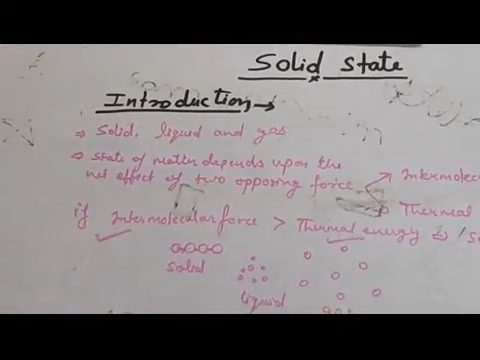 Solid state
Introduction →
⇒ Solid, liquid and gas
⇒ State of matter depends upon the
net effect of two opposing force
Intermolec
Thermal
if Intermolecular force > Thermal energy ⇒
solid
liquid